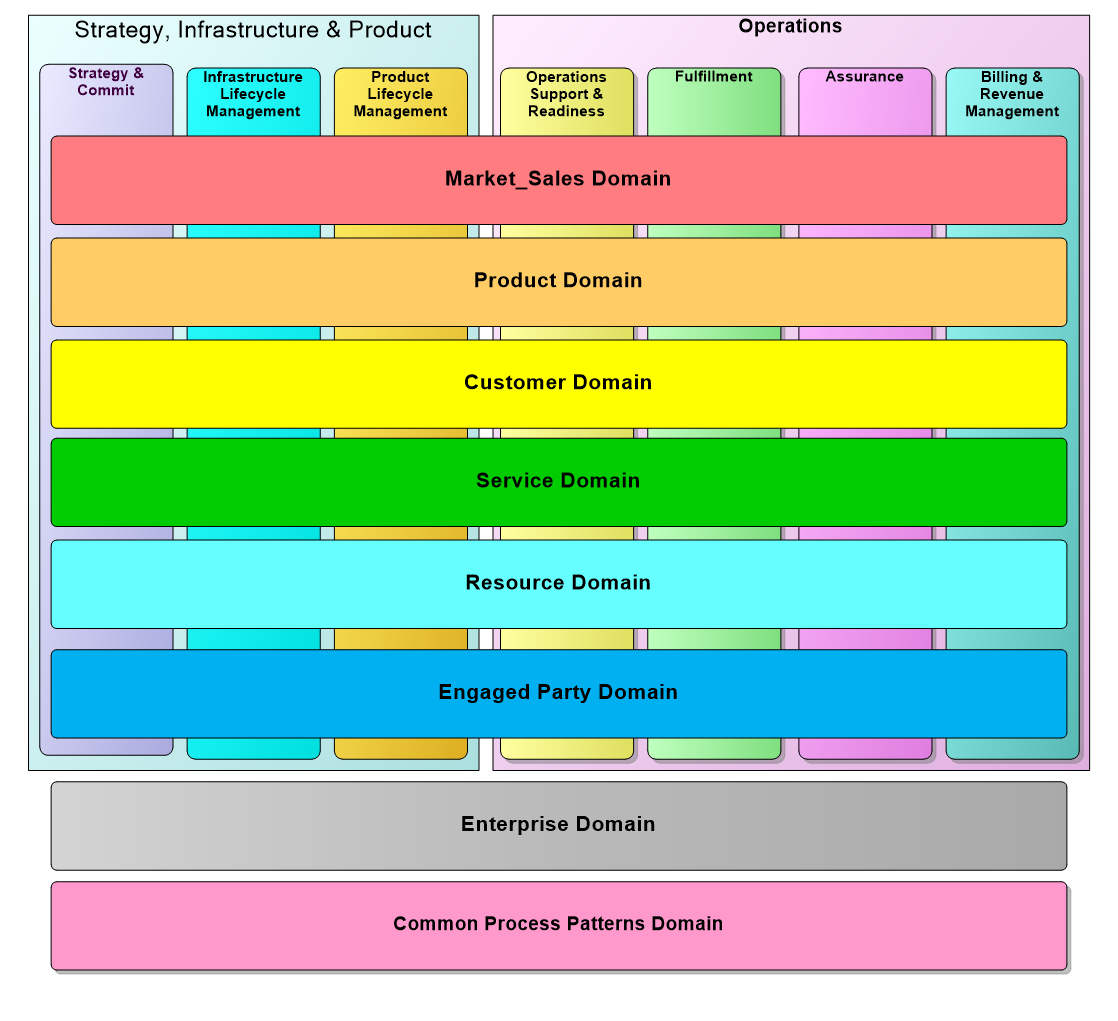 Strategy, Infrastructure & Product
Operations
Strategy &
Commit
Infrastructure
Lifecycle
Management
Product
Lifecycle
Management
Operations
Support &
Readiness
Fulfillment
Assurance
Billing &
Revenue
Management
Market_Sales Domain
Product Domain
Customer Domain
Service Domain
Resource Domain
Engaged Party Domain
Enterprise Domain
Common Process Patterns Domain